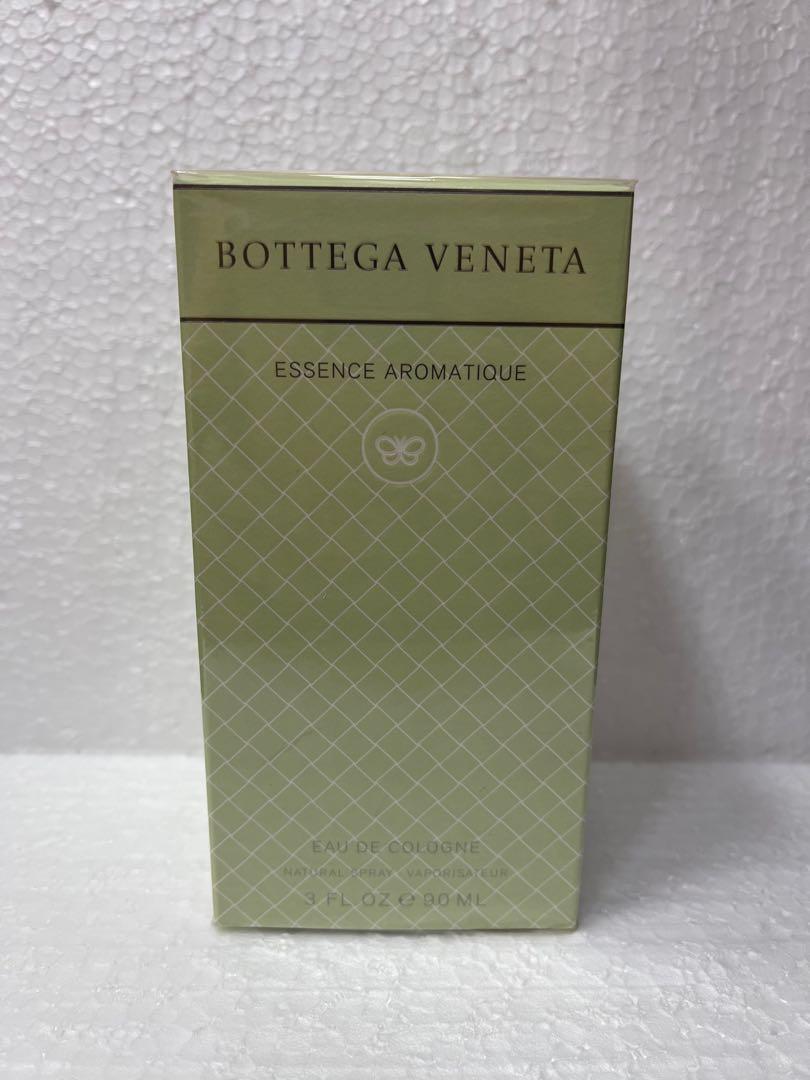 BOTTEGA VENETA
ESSENCE AROMATIQUE
EAU DE COLOGNE
NATURAL SPRAY - VAPORISATEUR
3 FL OZ ℮ 90 ML